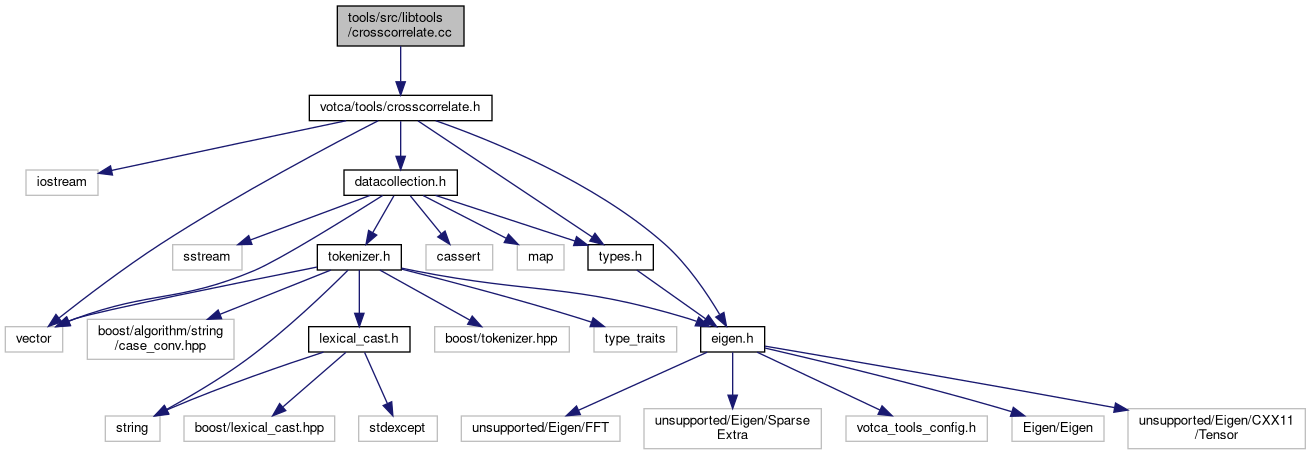 tools/src/libtools
/crosscorrelate.cc
votca/tools/crosscorrelate.h
iostream
datacollection.h
sstream
tokenizer.h
cassert
map
types.h
vector
boost/algorithm/string
/case_conv.hpp
lexical_cast.h
boost/tokenizer.hpp
type_traits
eigen.h
string
boost/lexical_cast.hpp
stdexcept
unsupported/Eigen/FFT
unsupported/Eigen/Sparse
Extra
votca_tools_config.h
Eigen/Eigen
unsupported/Eigen/CXX11
/Tensor